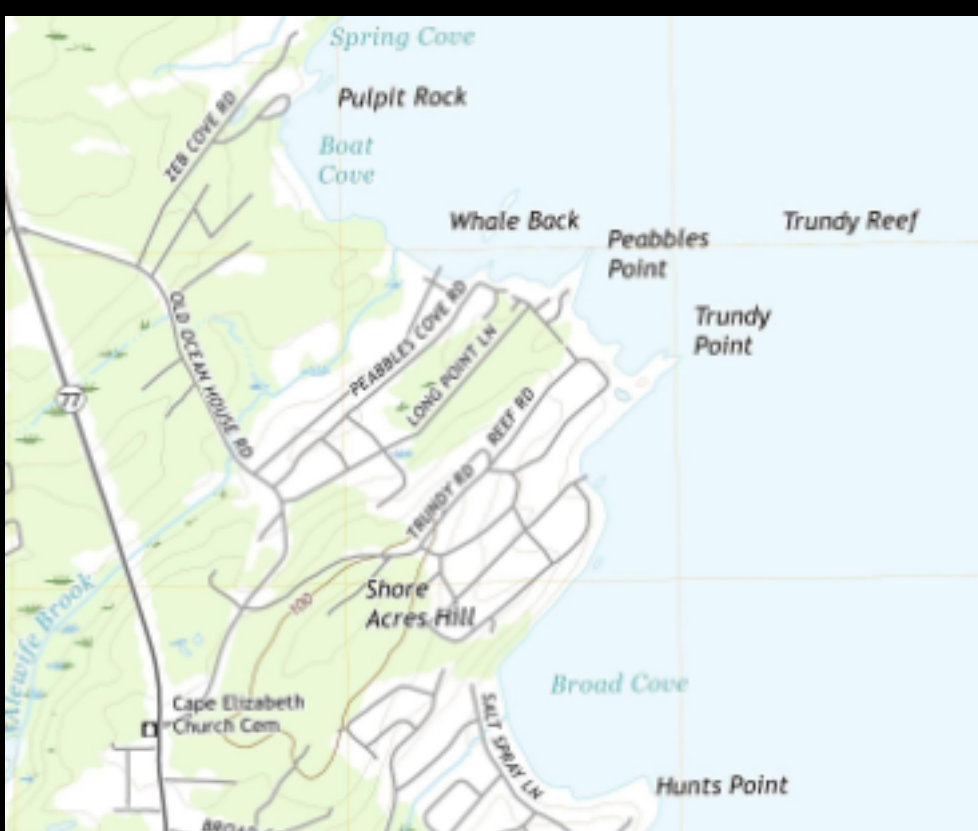 Spring Cove
Pulpit Rock
ZEB COVE RD
Boat
Cove
Whale Back
Trundy Reef
Peabbles
Point
Trundy
Point
OLD OCEAN HOUSE RD
PEABBLES COVE RD
LONG POINT LN
77
REEF RD
TRUNDY RD
Shore
Acres Hill
100
Alewife Brook
Broad Cove
Cape Elizabeth
Church Cem
SALT SPRAY LN
Hunts Point